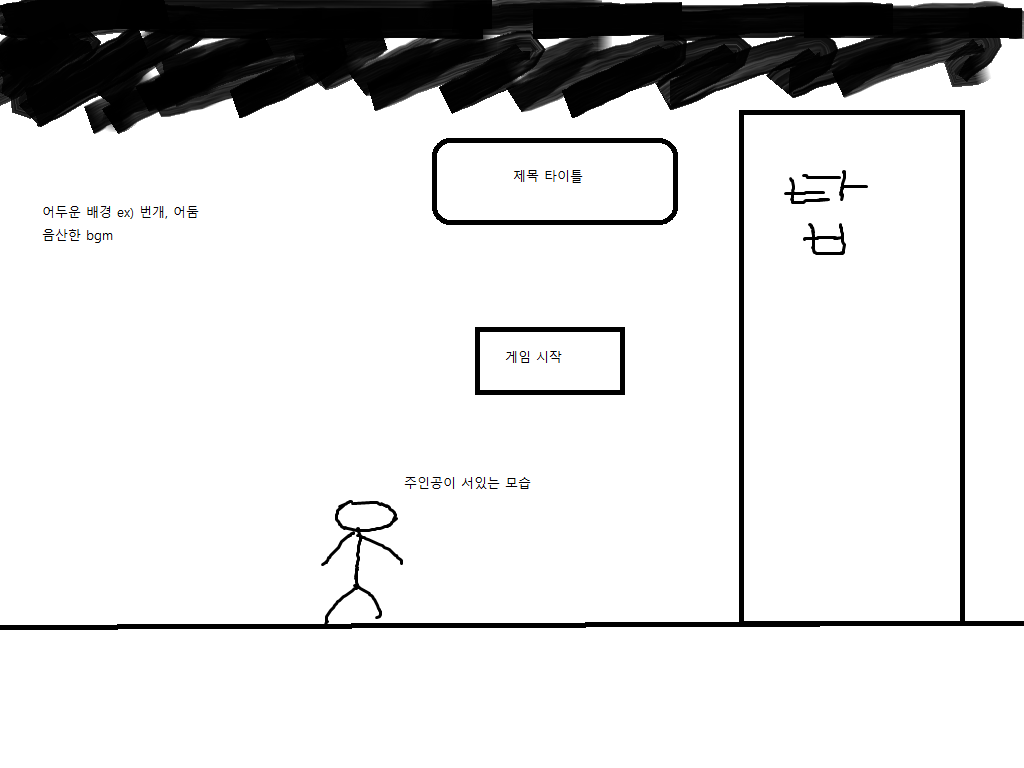 제목 타이틀
어두운 배경 ex) 번개, 어둠
음산한 bgm
탑
게임 시작
주인공이 서있는 모습